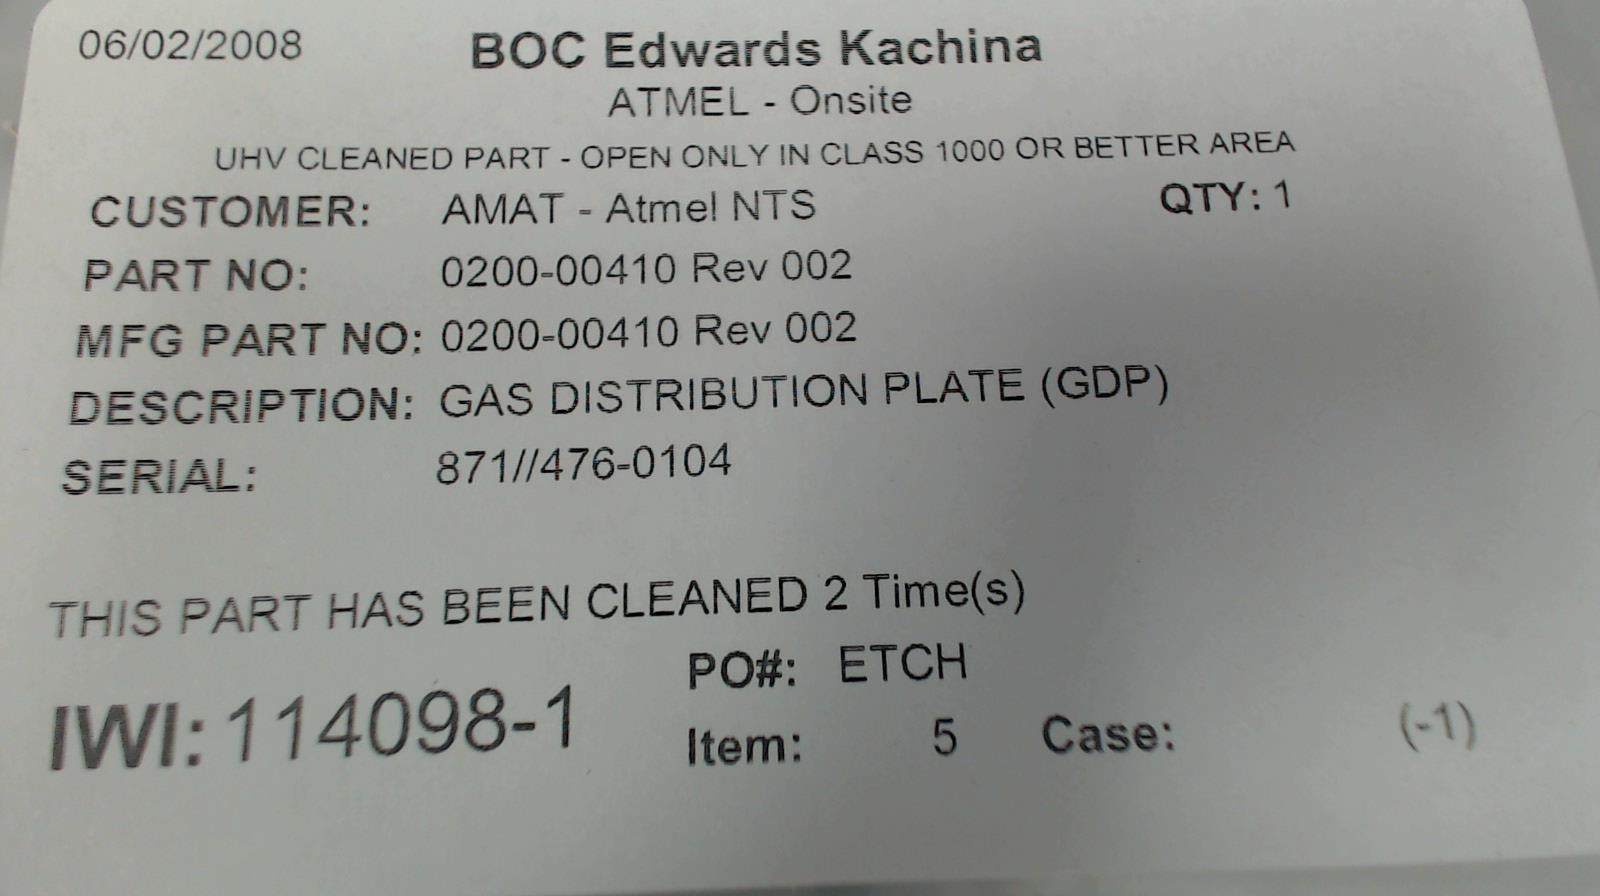 06/02/2008 BOC Edwards Kachina
ATMEL - Onsite
UHV CLEANED PART - OPEN ONLY IN CLASS 1000 OR BETTER AREA
CUSTOMER: AMAT - Atmel NTS QTY: 1
PART NO: 0200-00410 Rev 002
MFG PART NO: 0200-00410 Rev 002
DESCRIPTION: GAS DISTRIBUTION PLATE (GDP)
SERIAL: 871//476-0104
THIS PART HAS BEEN CLEANED 2 Time(s)
PO#: ETCH
IWI: 114098-1
Item: 5 Case: (-1)